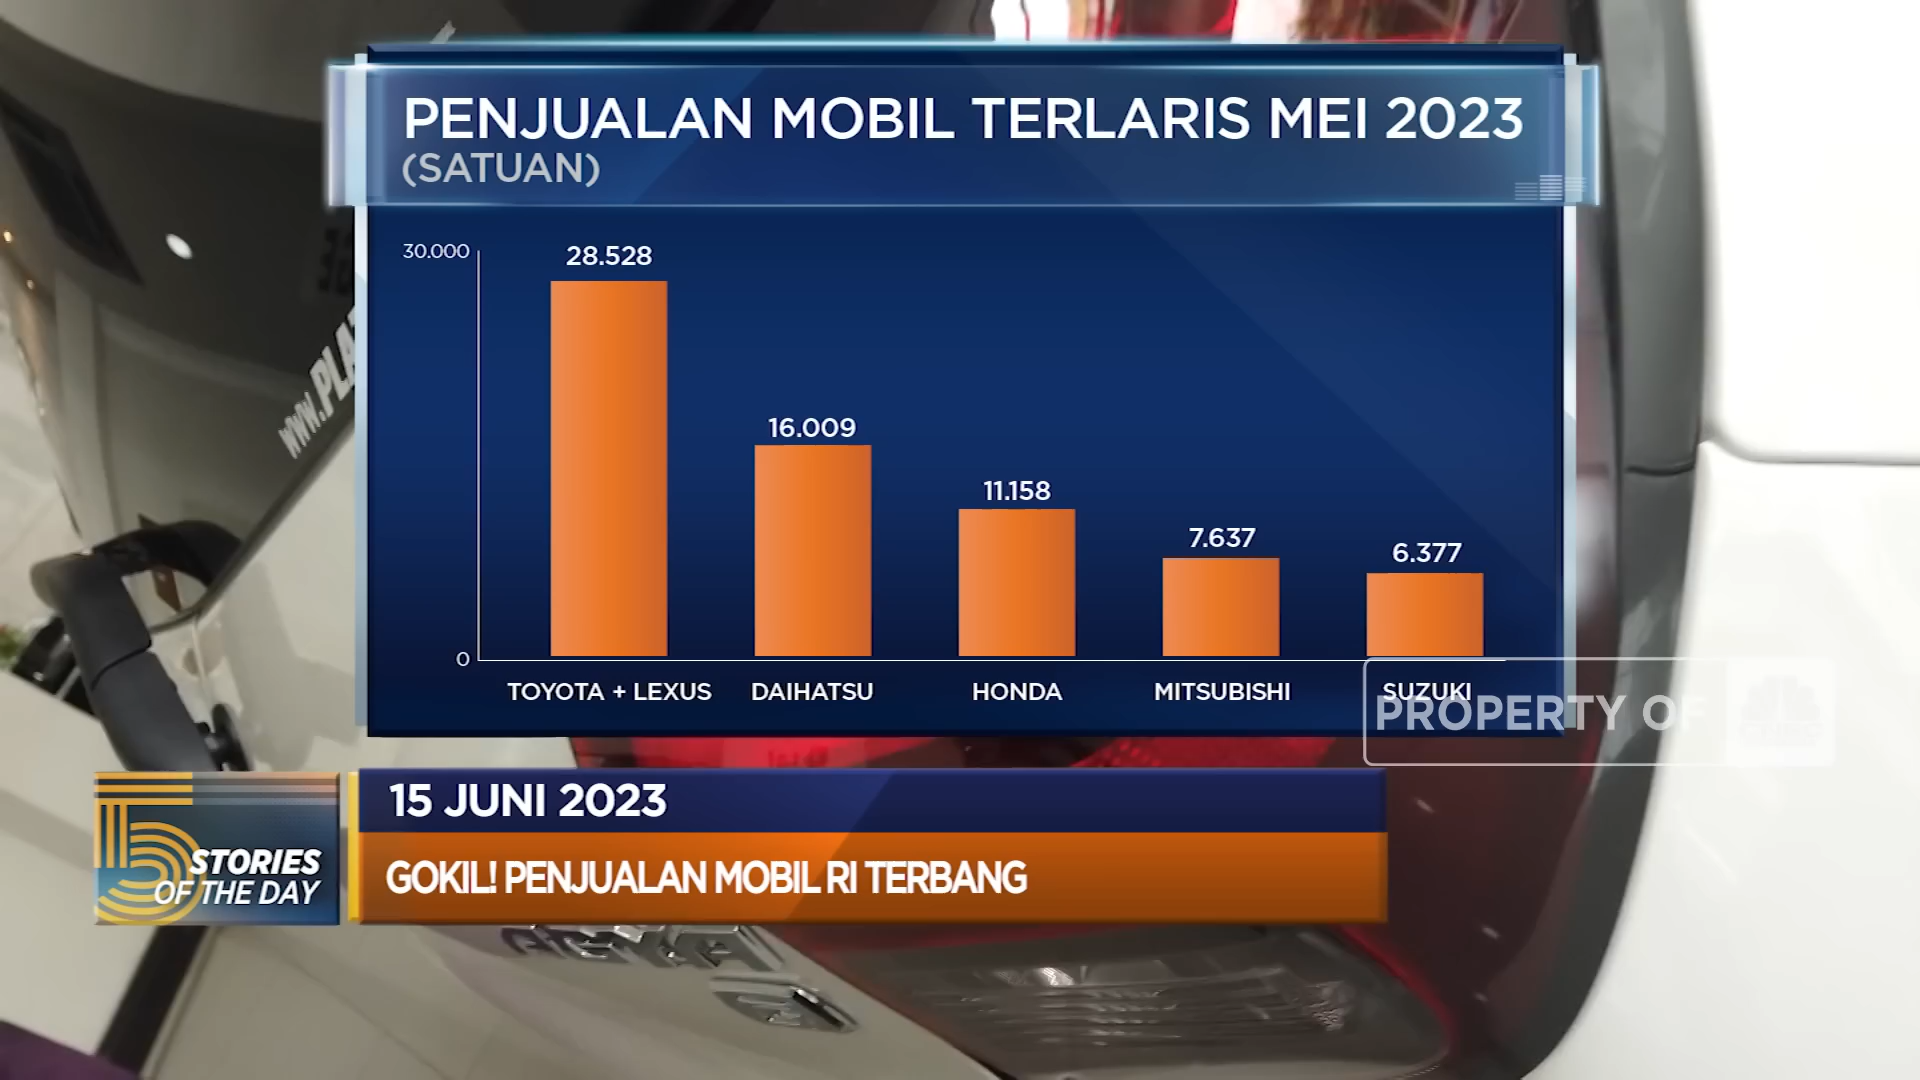 PENJUALAN MOBIL TERLARIS MEI 2023
(SATUAN)
30.000
28.528
16.009
11.158
7.637
6.377
0
TOYOTA + LEXUS
DAIHATSU
HONDA
MITSUBISHI
SUZUKI
PROPERTY OF
WWW.PLA
15 JUNI 2023
5 STORIES
OF THE DAY
GOKIL! PENJUALAN MOBIL RI TERBANG